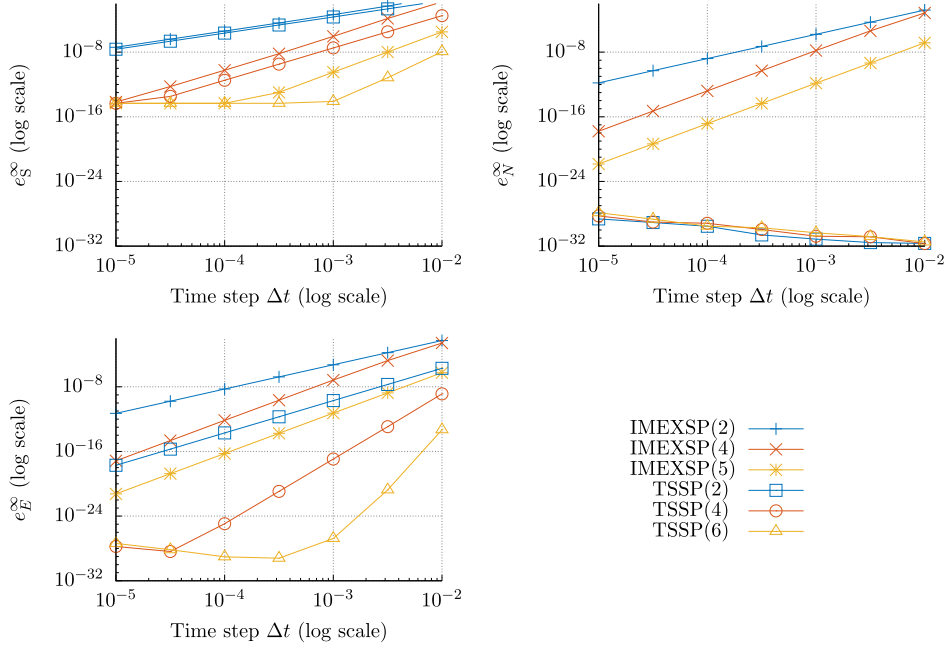 10⁻⁸
10⁻¹⁶
10⁻²⁴
10⁻³²
e_S^∞ (log scale)
10⁻⁵ 10⁻⁴ 10⁻³ 10⁻²
Time step Δt (log scale)
10⁻⁸
10⁻¹⁶
10⁻²⁴
10⁻³²
e_N^∞ (log scale)
10⁻⁵ 10⁻⁴ 10⁻³ 10⁻²
Time step Δt (log scale)
10⁻⁸
10⁻¹⁶
10⁻²⁴
10⁻³²
e_E^∞ (log scale)
10⁻⁵ 10⁻⁴ 10⁻³ 10⁻²
Time step Δt (log scale)
IMEXSP(2)
IMEXSP(4)
IMEXSP(5)
TSSP(2)
TSSP(4)
TSSP(6)